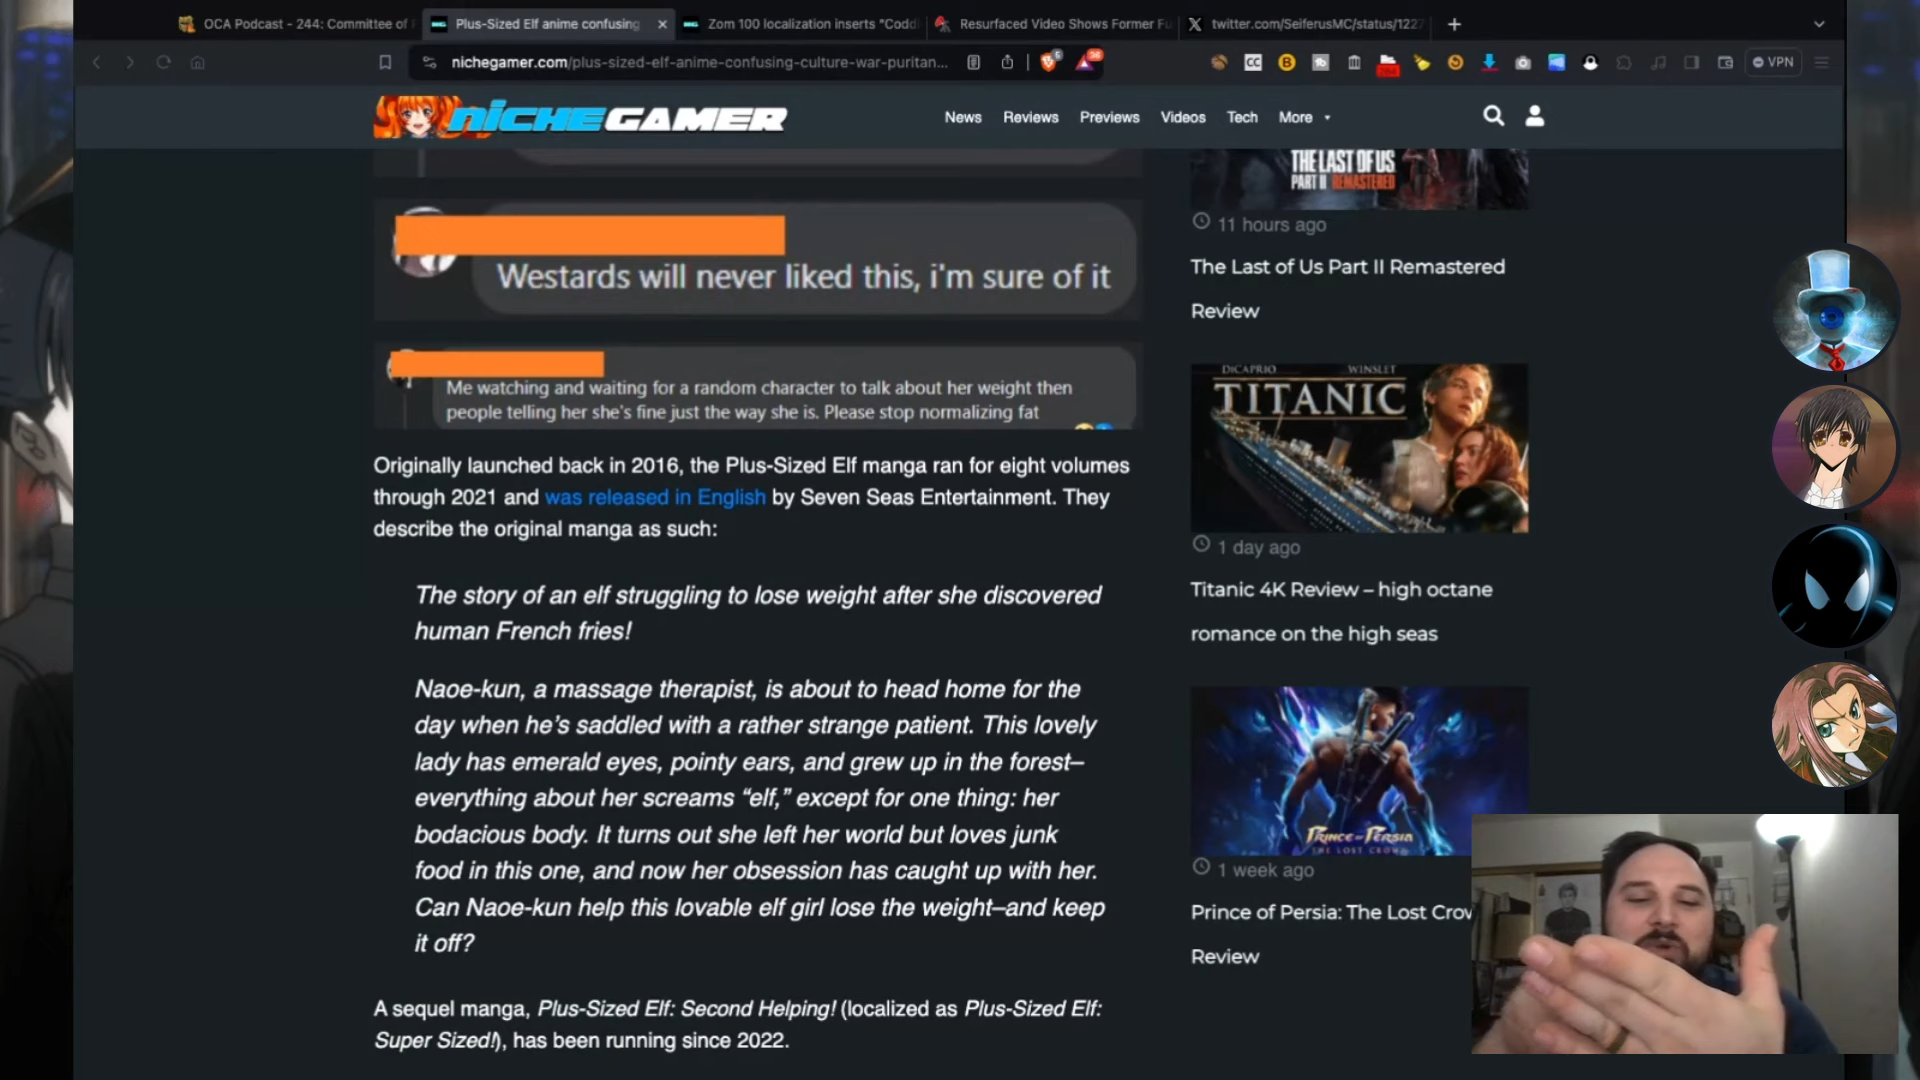 OCA Podcast - 244: Committee of
Plus-Sized Elf anime confusing
Zom 100 localization inserts "Codd
Resurfaced Video Shows Former Fu
twitter.com/SeiferusMC/status/122
nichegamer.com/plus-sized-elf-anime-confusing-culture-war-puritan...
CC
B
VPN
NICHEGAMER
News
Reviews
Previews
Videos
Tech
More
THE LAST OF US
PART II REMASTERED
11 hours ago
The Last of Us Part II Remastered
Review
Westards will never liked this, i'm sure of it
Me watching and waiting for a random character to talk about her weight then
people telling her she's fine just the way she is. Please stop normalizing fat
Originally launched back in 2016, the Plus-Sized Elf manga ran for eight volumes
through 2021 and was released in English by Seven Seas Entertainment. They
describe the original manga as such:
The story of an elf struggling to lose weight after she discovered
human French fries!
Naoe-kun, a massage therapist, is about to head home for the
day when he's saddled with a rather strange patient. This lovely
lady has emerald eyes, pointy ears, and grew up in the forest—
everything about her screams “elf,” except for one thing: her
bodacious body. It turns out she left her world but loves junk
food in this one, and now her obsession has caught up with her.
Can Naoe-kun help this lovable elf girl lose the weight—and keep
it off?
A sequel manga, Plus-Sized Elf: Second Helping! (localized as Plus-Sized Elf:
Super Sized!), has been running since 2022.
DICAPRIO WINSLET
TITANIC
1 day ago
Titanic 4K Review – high octane
romance on the high seas
PRINCE OF PERSIA
THE LOST CROWN
1 week ago
Prince of Persia: The Lost Crow
Review